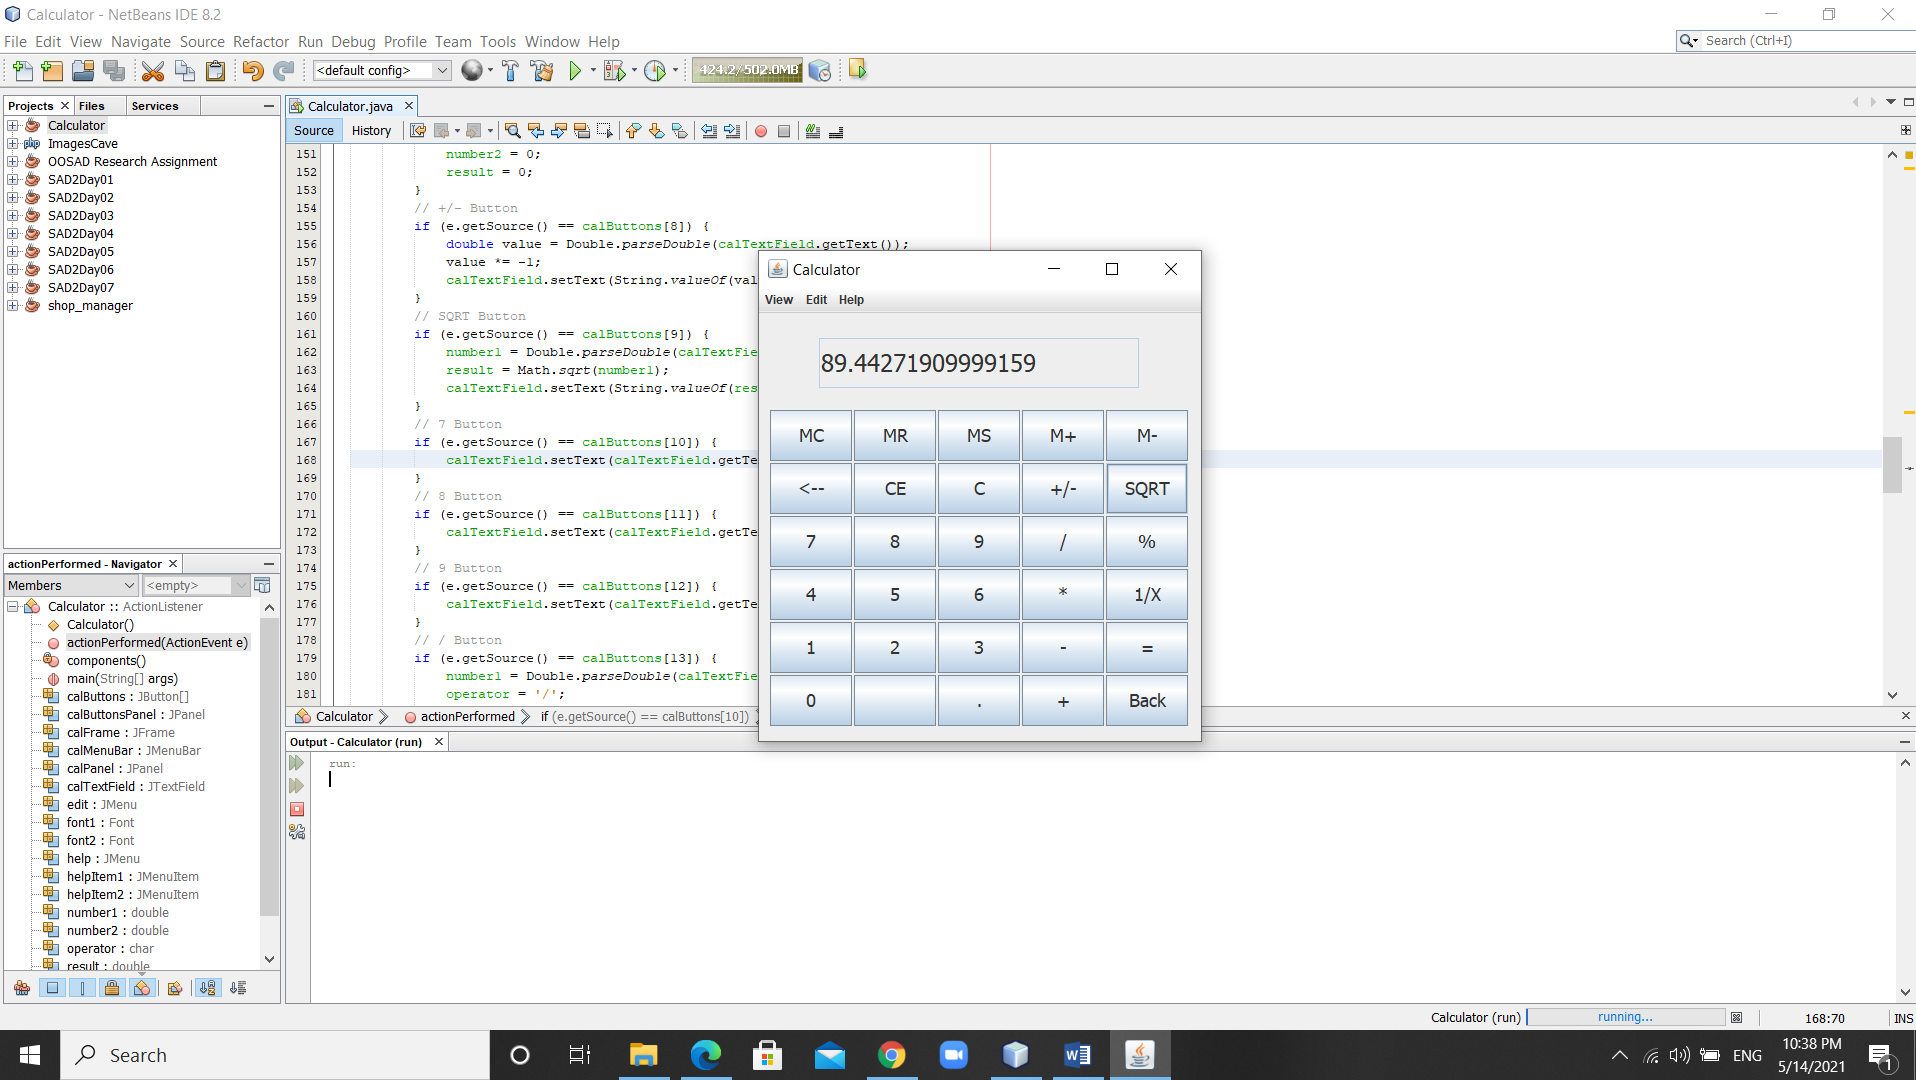 Calculator - NetBeans IDE 8.2
File Edit View Navigate Source Refactor Run Debug Profile Team Tools Window Help
Search (Ctrl+I)
<default config>
424.2/502.0MB
Projects Files Services
Calculator
ImagesCave
OOSAD Research Assignment
SAD2Day01
SAD2Day02
SAD2Day03
SAD2Day04
SAD2Day05
SAD2Day06
SAD2Day07
shop_manager
actionPerformed - Navigator
Members <empty>
Calculator :: ActionListener
Calculator()
actionPerformed(ActionEvent e)
components()
main(String[] args)
calButtons : JButton[]
calButtonsPanel : JPanel
calFrame : JFrame
calMenuBar : JMenuBar
calPanel : JPanel
calTextField : JTextField
edit : JMenu
font1 : Font
font2 : Font
help : JMenu
helpItem1 : JMenuItem
helpItem2 : JMenuItem
number1 : double
number2 : double
operator : char
result : double
Calculator.java
Source History
151 number2 = 0;
152 result = 0;
153 }
154 // +/- Button
155 if (e.getSource() == calButtons[8]) {
156 double value = Double.parseDouble(calTextField.getText());
157 value *= -1;
158 calTextField.setText(String.valueOf(val
159 }
160 // SQRT Button
161 if (e.getSource() == calButtons[9]) {
162 number1 = Double.parseDouble(calTextFie
163 result = Math.sqrt(number1);
164 calTextField.setText(String.valueOf(res
165 }
166 // 7 Button
167 if (e.getSource() == calButtons[10]) {
168 calTextField.setText(calTextField.getTe
169 }
170 // 8 Button
171 if (e.getSource() == calButtons[11]) {
172 calTextField.setText(calTextField.getTe
173 }
174 // 9 Button
175 if (e.getSource() == calButtons[12]) {
176 calTextField.setText(calTextField.getTe
177 }
178 // / Button
179 if (e.getSource() == calButtons[13]) {
180 number1 = Double.parseDouble(calTextFie
181 operator = '/';
Calculator actionPerformed if (e.getSource() == calButtons[10])
Calculator
View Edit Help
89.44271909999159
MC MR MS M+ M-
<-- CE C +/- SQRT
7 8 9 / %
4 5 6 * 1/X
1 2 3 - =
0 . + Back
Output - Calculator (run)
run:
Calculator (run) running... 168:70 INS
Search
ENG
10:38 PM
5/14/2021
1